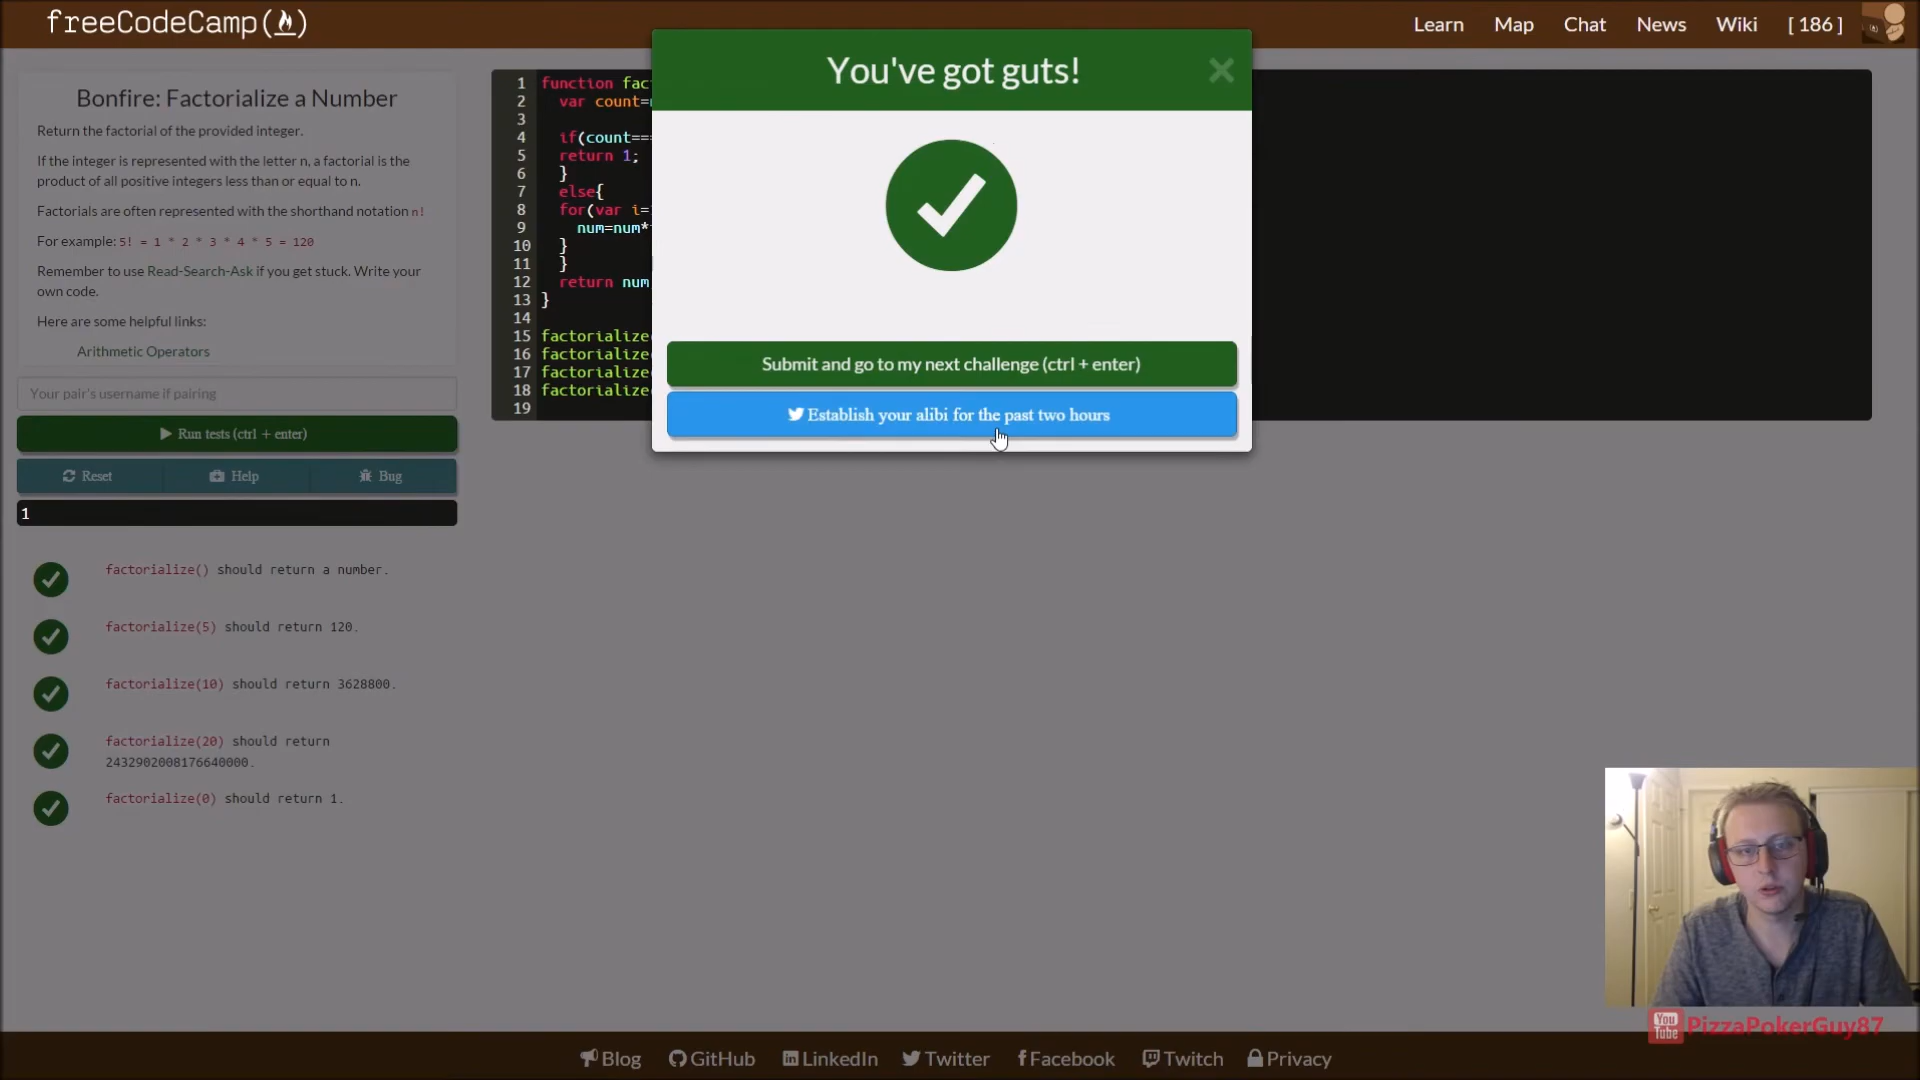 freeCodeCamp(🔥)
Learn Map Chat News Wiki [ 186 ]
Bonfire: Factorialize a Number
Return the factorial of the provided integer.
If the integer is represented with the letter n, a factorial is the
product of all positive integers less than or equal to n.
Factorials are often represented with the shorthand notation n!
For example: 5! = 1 * 2 * 3 * 4 * 5 = 120
Remember to use Read-Search-Ask if you get stuck. Write your
own code.
Here are some helpful links:
Arithmetic Operators
Your pair's username if pairing
Run tests (ctrl + enter)
Reset Help Bug
1
factorialize() should return a number.
factorialize(5) should return 120.
factorialize(10) should return 3628800.
factorialize(20) should return
2432902008176640000.
factorialize(0) should return 1.
1 function fac
2 var count=
3
4 if(count==
5 return 1;
6 }
7 else{
8 for(var i=
9 num=num*
10 }
11 }
12 return num
13 }
14
15 factorialize
16 factorialize
17 factorialize
18 factorialize
19
You've got guts!
×
Submit and go to my next challenge (ctrl + enter)
Establish your alibi for the past two hours
You Tube PizzaPokerGuy87
Blog GitHub LinkedIn Twitter Facebook Twitch Privacy